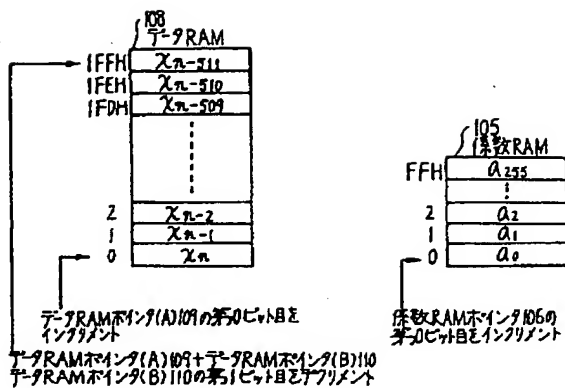 108
データRAM
1FFH Xn-511
1FEH Xn-510
1FDH Xn-509
2 Xn-2
1 Xn-1
0 Xn
データRAMポインタ(A)109の第0ビット目を
インクリメント
データRAMポインタ(A)109+データRAMポインタ(B)110
データRAMポインタ(B)110の第1ビット目をデクリメント
105
係数RAM
FFH a255
2 a2
1 a1
0 a0
係数RAMポインタ106の
第0ビット目をインクリメント